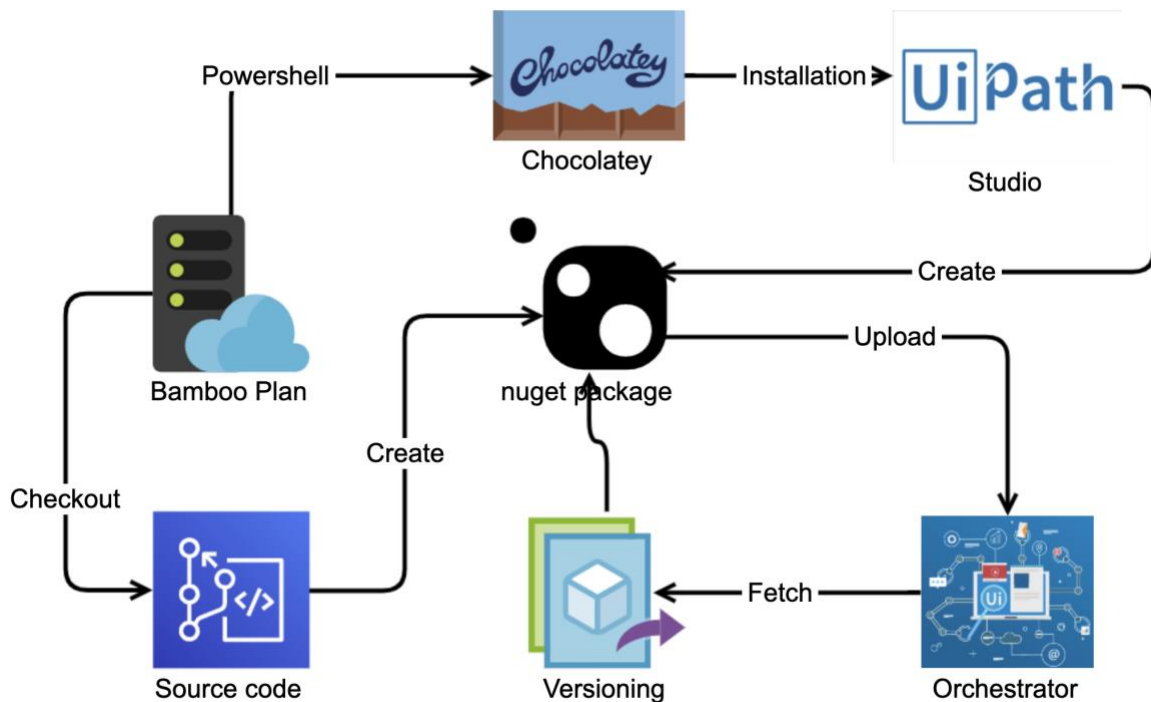 Chocolatey
Powershell
Installation
UiPath
Chocolatey
Studio
Create
Upload
Bamboo Plan
nuget package
Create
Checkout
</>
Fetch
Ui
@
Source code
Versioning
Orchestrator